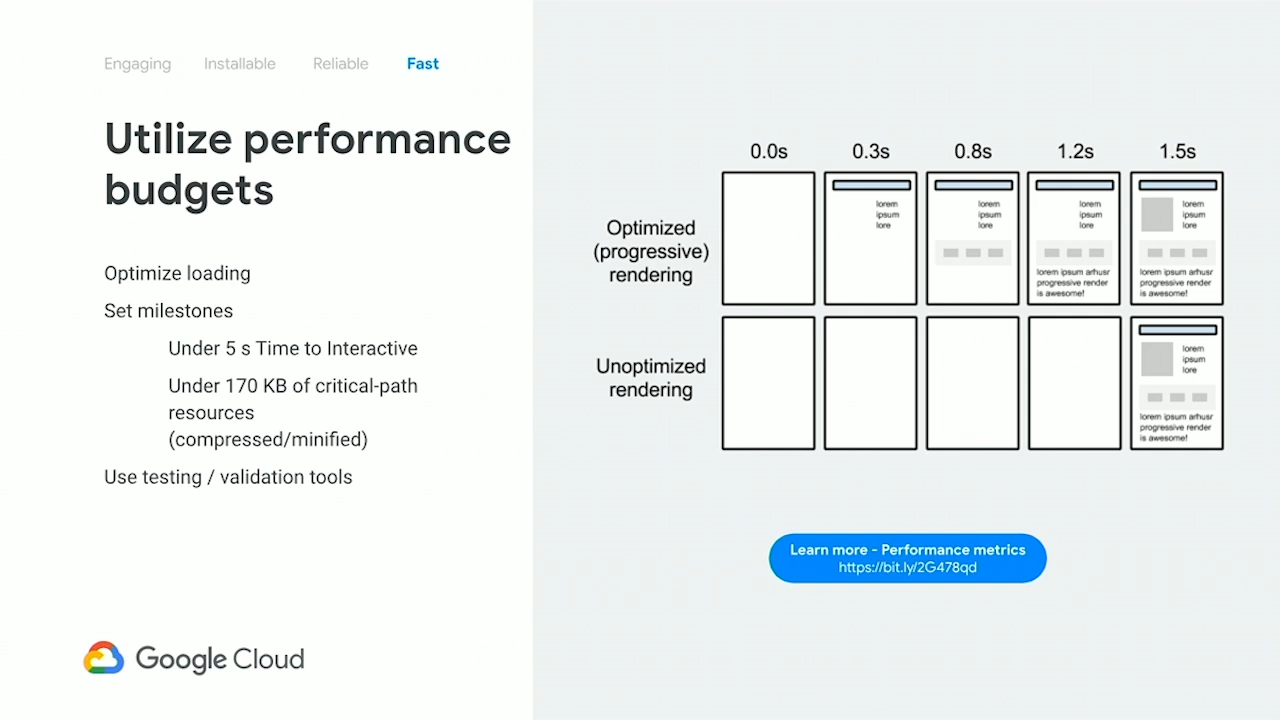 Engaging Installable Reliable Fast
Utilize performance
budgets
Optimize loading
Set milestones
Under 5 s Time to Interactive
Under 170 KB of critical-path
resources
(compressed/minified)
Use testing / validation tools
Google Cloud
0.0s 0.3s 0.8s 1.2s 1.5s
Optimized
(progressive)
rendering
lorem
ipsum
lore
lorem
ipsum
lore
lorem
ipsum
lore
lorem ipsum arhusr
progressive render
is awesome!
lorem
ipsum
lore
lorem ipsum arhusr
progressive render
is awesome!
Unoptimized
rendering
lorem
ipsum
lore
lorem ipsum arhusr
progressive render
is awesome!
Learn more - Performance metrics
https://bit.ly/2G478qd